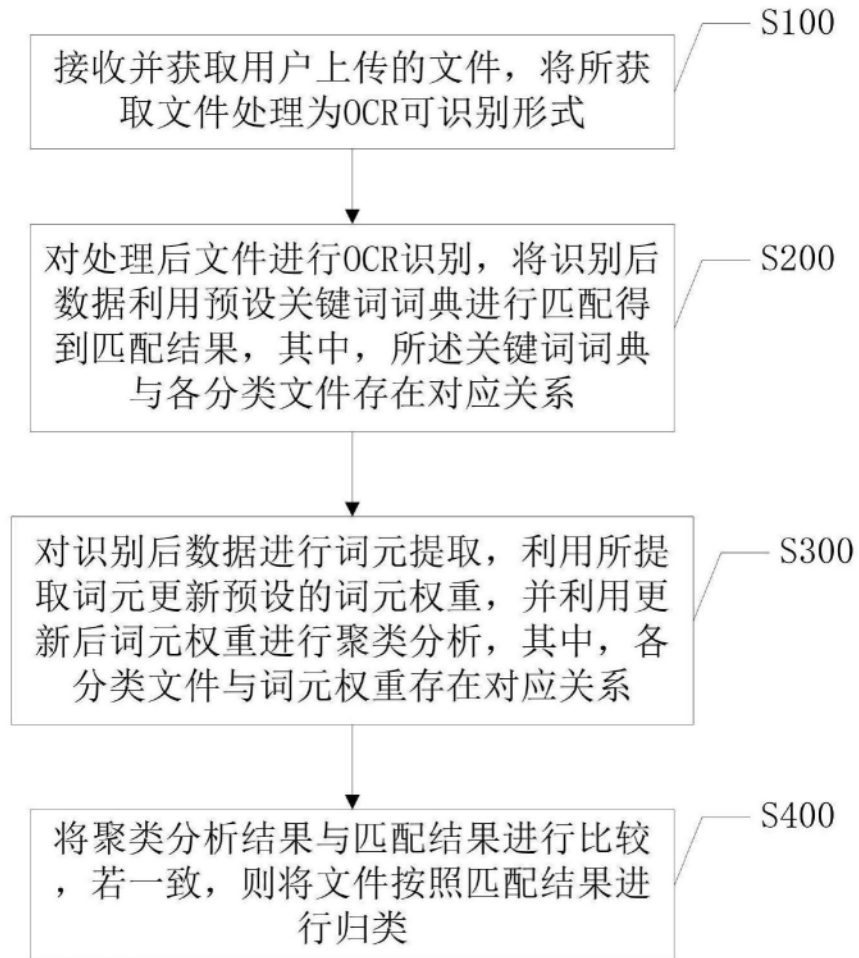 S100
接收并获取用户上传的文件，将所获
取文件处理为OCR可识别形式
S200
对处理后文件进行OCR识别，将识别后
数据利用预设关键词词典进行匹配得
到匹配结果，其中，所述关键词词典
与各分类文件存在对应关系
S300
对识别后数据进行词元提取，利用所提
取词元更新预设的词元权重，并利用更
新后词元权重进行聚类分析，其中，各
分类文件与词元权重存在对应关系
S400
将聚类分析结果与匹配结果进行比较
，若一致，则将文件按照匹配结果进
行归类